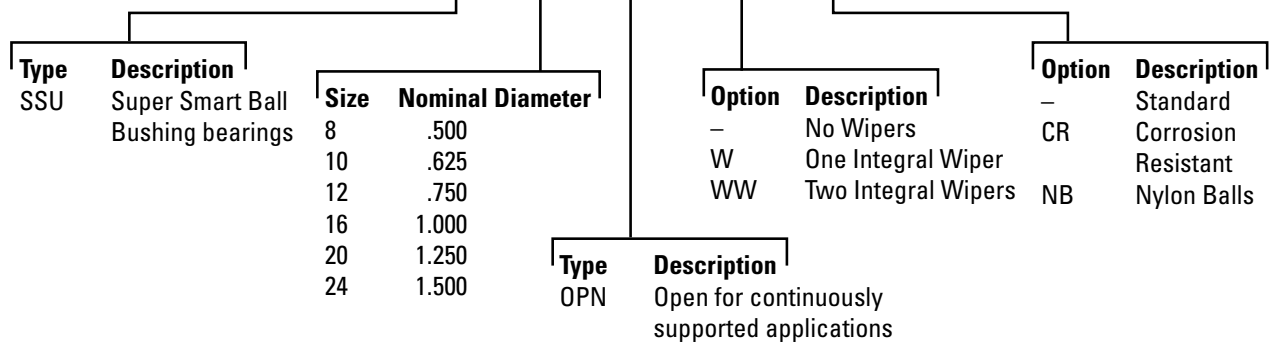 Type Description
SSU Super Smart Ball
Bushing bearings
Size Nominal Diameter
8 .500
10 .625
12 .750
16 1.000
20 1.250
24 1.500
Type Description
OPN Open for continuously
supported applications
Option Description
– No Wipers
W One Integral Wiper
WW Two Integral Wipers
Option Description
– Standard
CR Corrosion
Resistant
NB Nylon Balls